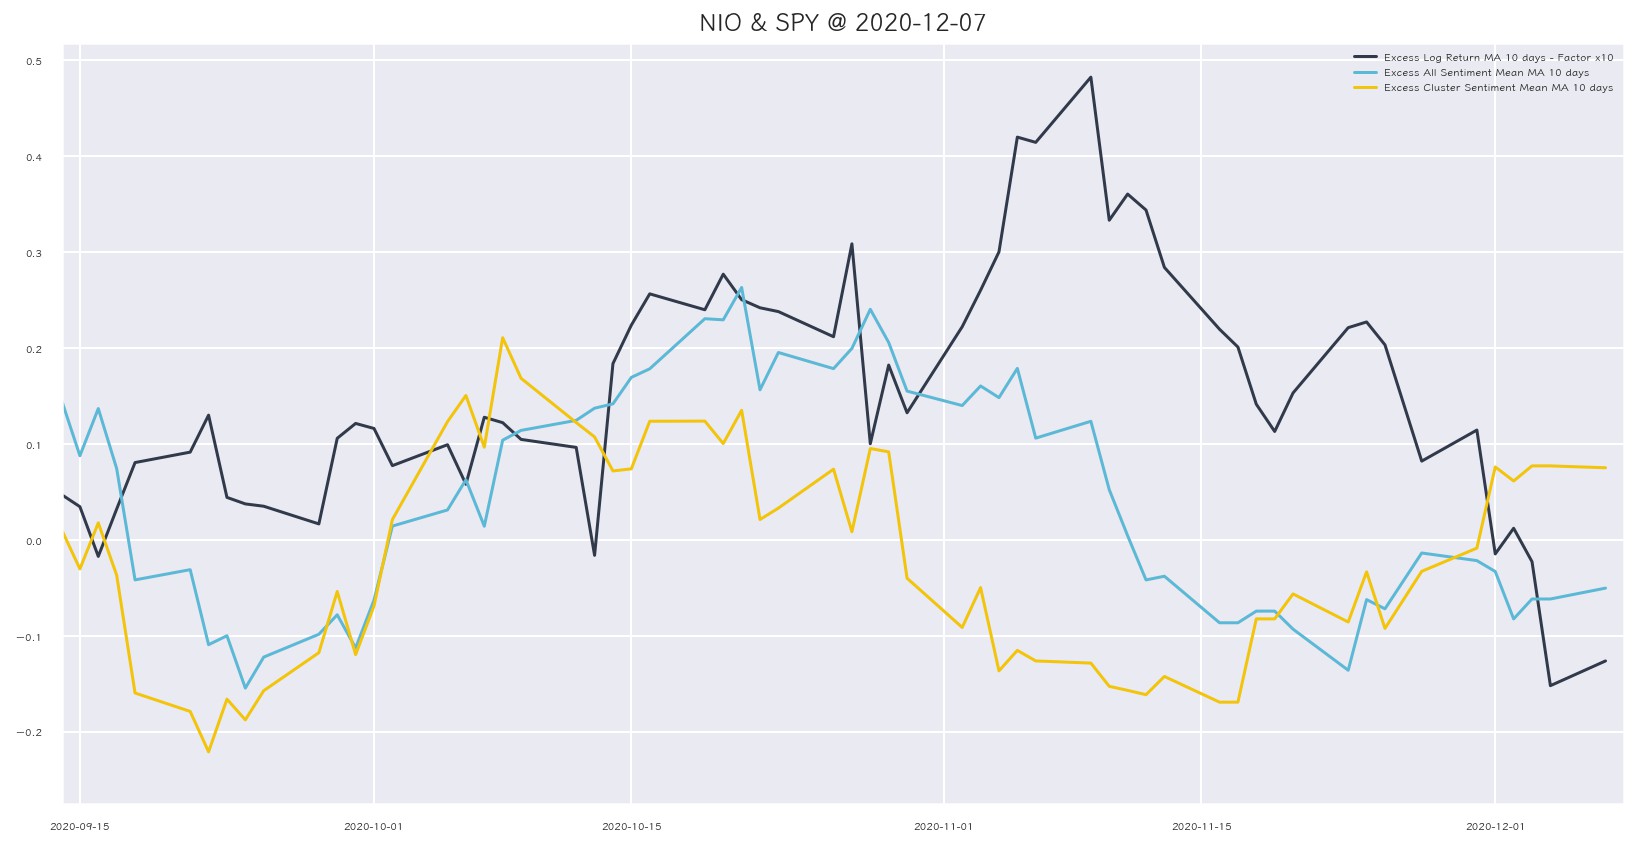 NIO & SPY @ 2020-12-07
Excess Log Return MA 10 days - Factor x10
Excess All Sentiment Mean MA 10 days
Excess Cluster Sentiment Mean MA 10 days
0.5
0.4
0.3
0.2
0.1
0.0
−0.1
−0.2
2020-09-15 2020-10-01 2020-10-15 2020-11-01 2020-11-15 2020-12-01